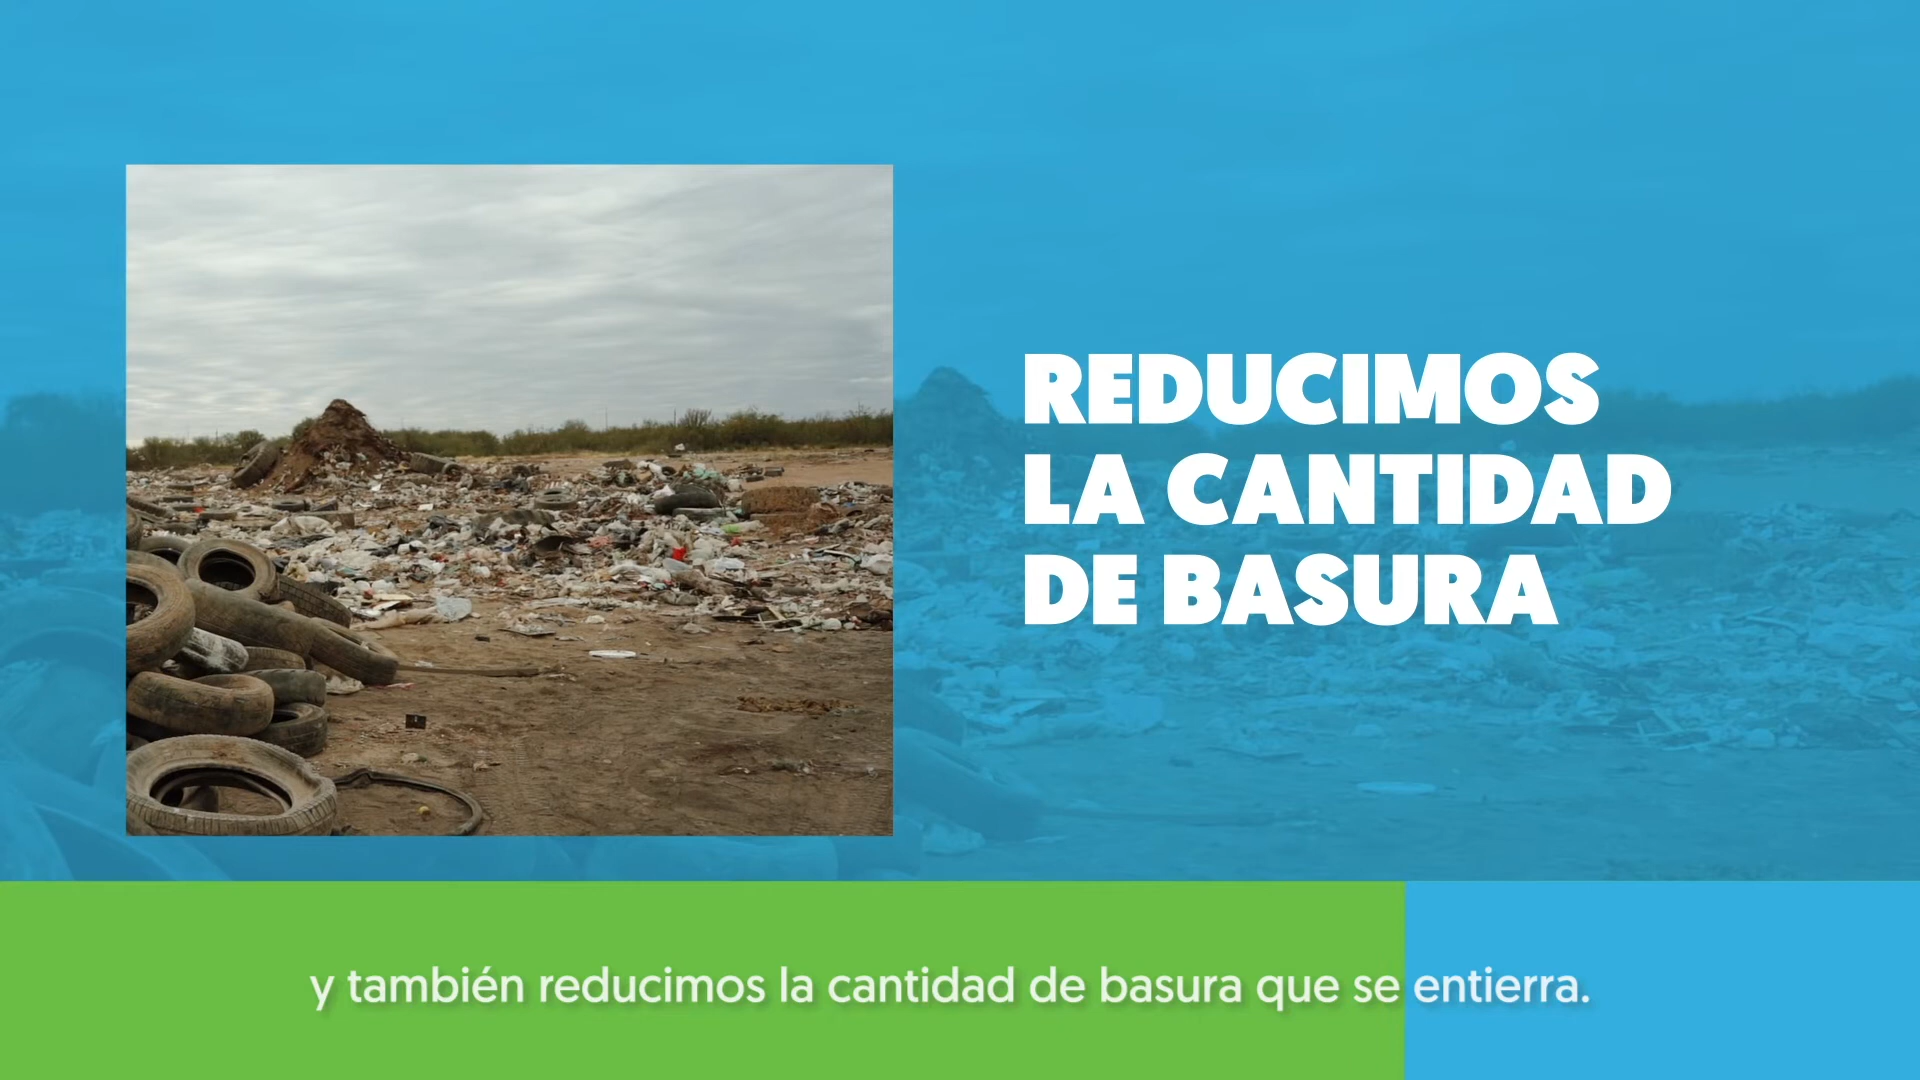 REDUCIMOS
LA CANTIDAD
DE BASURA
y también reducimos la cantidad de basura que se entierra.